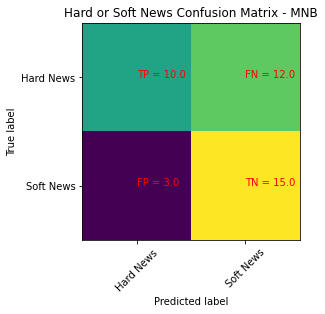 Hard or Soft News Confusion Matrix - MNB
True label
Hard News
TP = 10.0
FN = 12.0
Soft News
FP = 3.0
TN = 15.0
Hard News
Soft News
Predicted label